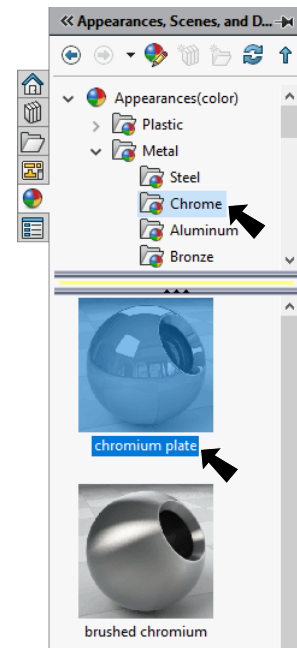 Appearances, Scenes, and D...
Appearances(color)
Plastic
Metal
Steel
Chrome
Aluminum
Bronze
chromium plate
brushed chromium